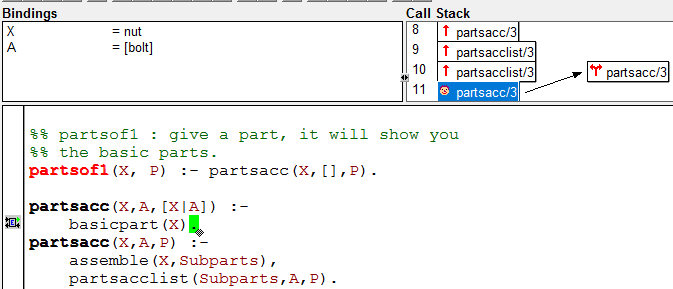 Bindings
X = nut
A = [bolt]
Call Stack
8 partsacc/3
9 partsacclist/3
10 partsacclist/3
partsacc/3
11 partsacc/3
%% partsof1 : give a part, it will show you
%% the basic parts.
partsof1(X, P) :- partsacc(X,[],P).
partsacc(X,A,[X|A]) :-
basicpart(X).
partsacc(X,A,P) :-
assemble(X,Subparts),
partsacclist(Subparts,A,P).